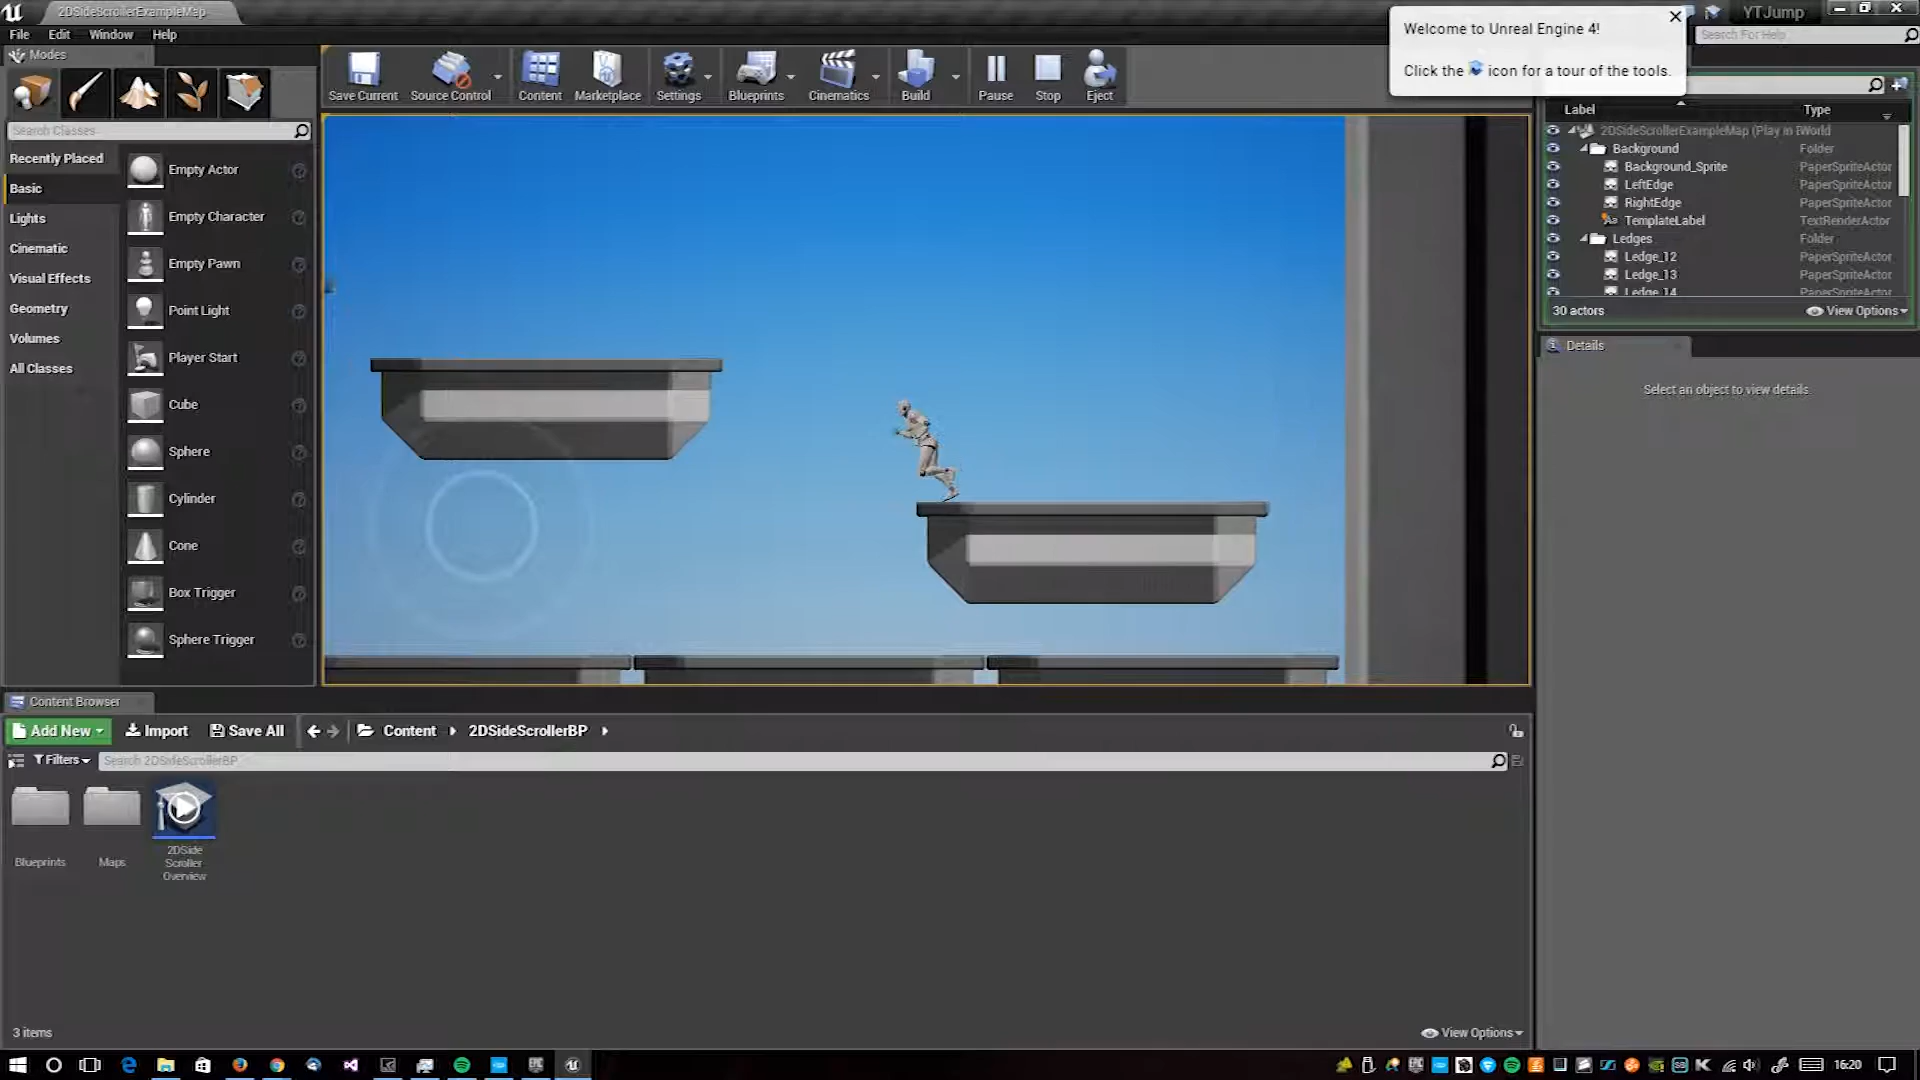 2DSideScrollerExampleMap
YTJump
File Edit Window Help
Welcome to Unreal Engine 4!
Click the icon for a tour of the tools.
Search For Help
Modes
Save Current
Source Control
Content
Marketplace
Settings
Blueprints
Cinematics
Build
Pause
Stop
Eject
Search Classes
Recently Placed
Basic
Lights
Cinematic
Visual Effects
Geometry
Volumes
All Classes
Empty Actor
Empty Character
Empty Pawn
Point Light
Player Start
Cube
Sphere
Cylinder
Cone
Box Trigger
Sphere Trigger
Label Type
2DSideScrollerExampleMap (Play in E World
Background Folder
Background_Sprite PaperSpriteActor
LeftEdge PaperSpriteActor
RightEdge PaperSpriteActor
TemplateLabel TextRenderActor
Ledges Folder
Ledge_12 PaperSpriteActor
Ledge_13 PaperSpriteActor
Ledge_14 PaperSpriteActor
30 actors View Options
Details
Select an object to view details
Content Browser
Add New Import Save All Content 2DSideScrollerBP
Filters Search 2DSideScrollerBP
Blueprints
Maps
2DSide
Scroller
Overview
3 items
View Options
16:20